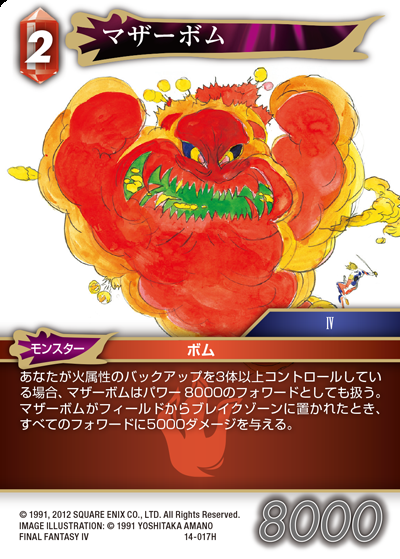 2
マザーボム
Ⅳ
モンスター
ボム
あなたが火属性のバックアップを3体以上コントロールしてい
る場合、マザーボムはパワー8000のフォワードとしても扱う。
マザーボムがフィールドからブレイクゾーンに置かれたとき、
すべてのフォワードに5000ダメージを与える。
© 1991, 2012 SQUARE ENIX CO., LTD. All Rights Reserved.
IMAGE ILLUSTRATION: © 1991 YOSHITAKA AMANO
FINAL FANTASY IV 14-017H
8000